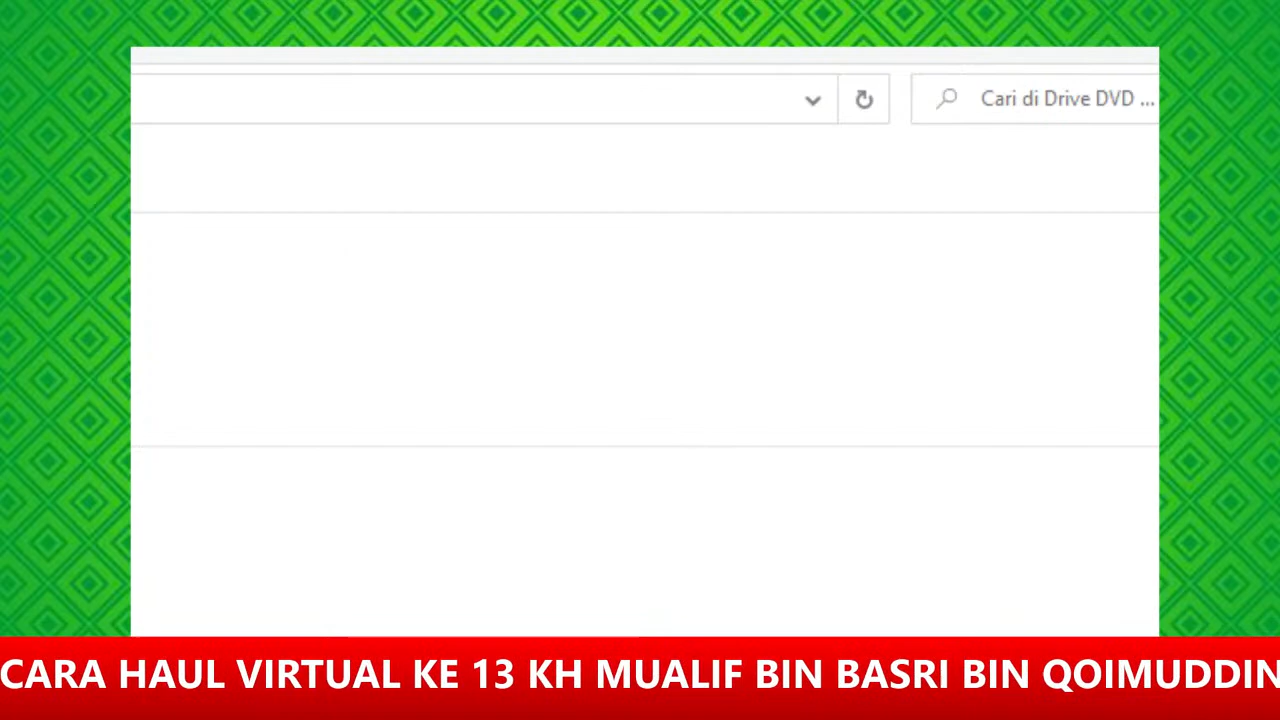 Cari di Drive DVD ...
CARA HAUL VIRTUAL KE 13 KH MUALIF BIN BASRI BIN QOIMUDDIN